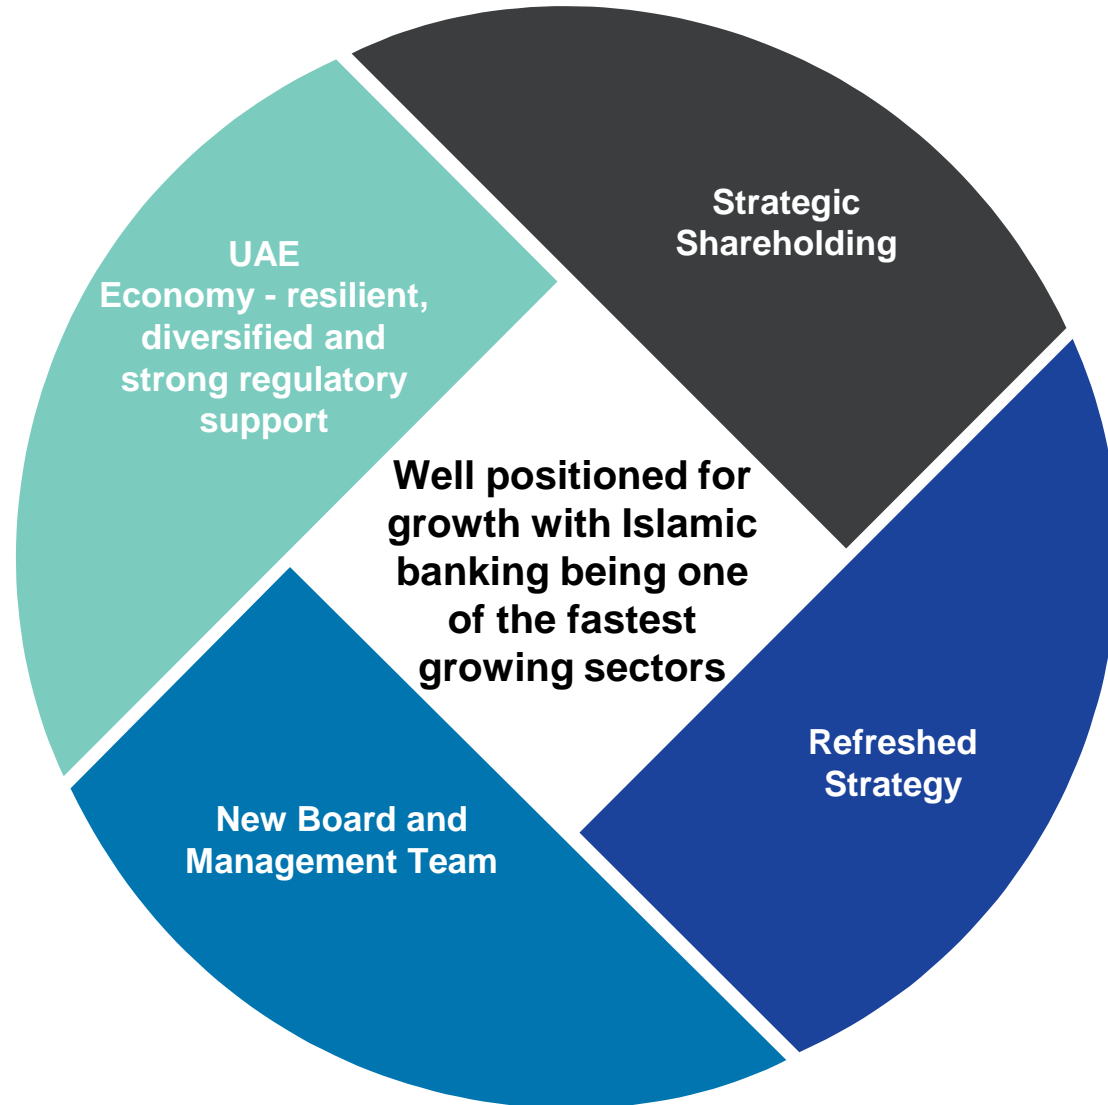 Strategic
Shareholding
UAE
Economy - resilient,
diversified and
strong regulatory
support
Well positioned for
growth with Islamic
banking being one
of the fastest
growing sectors
Refreshed
Strategy
New Board and
Management Team